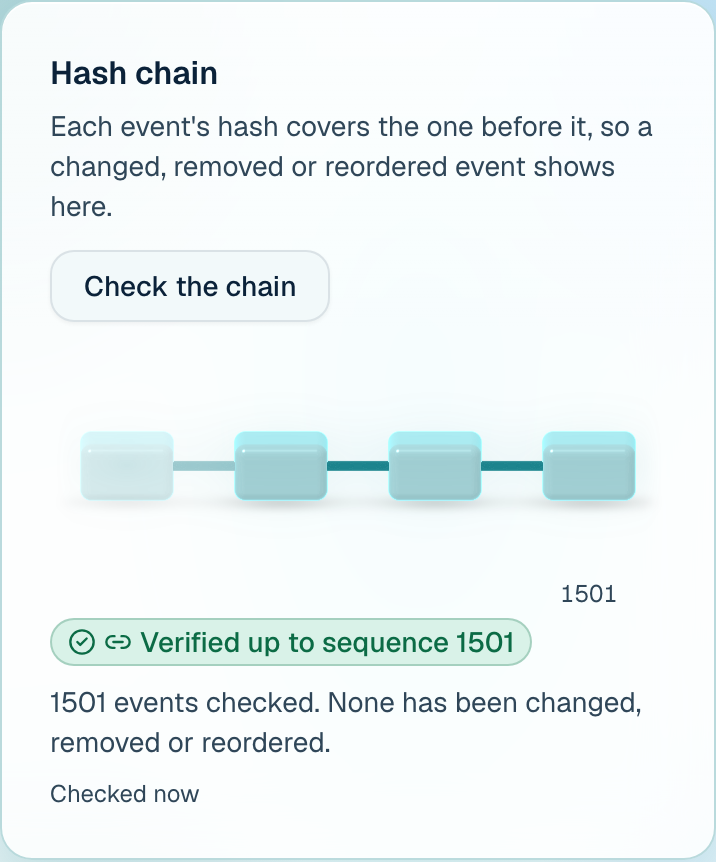 Hash chain
Each event's hash covers the one before it, so a
changed, removed or reordered event shows
here.
Check the chain
1501
Verified up to sequence 1501
1501 events checked. None has been changed,
removed or reordered.
Checked now